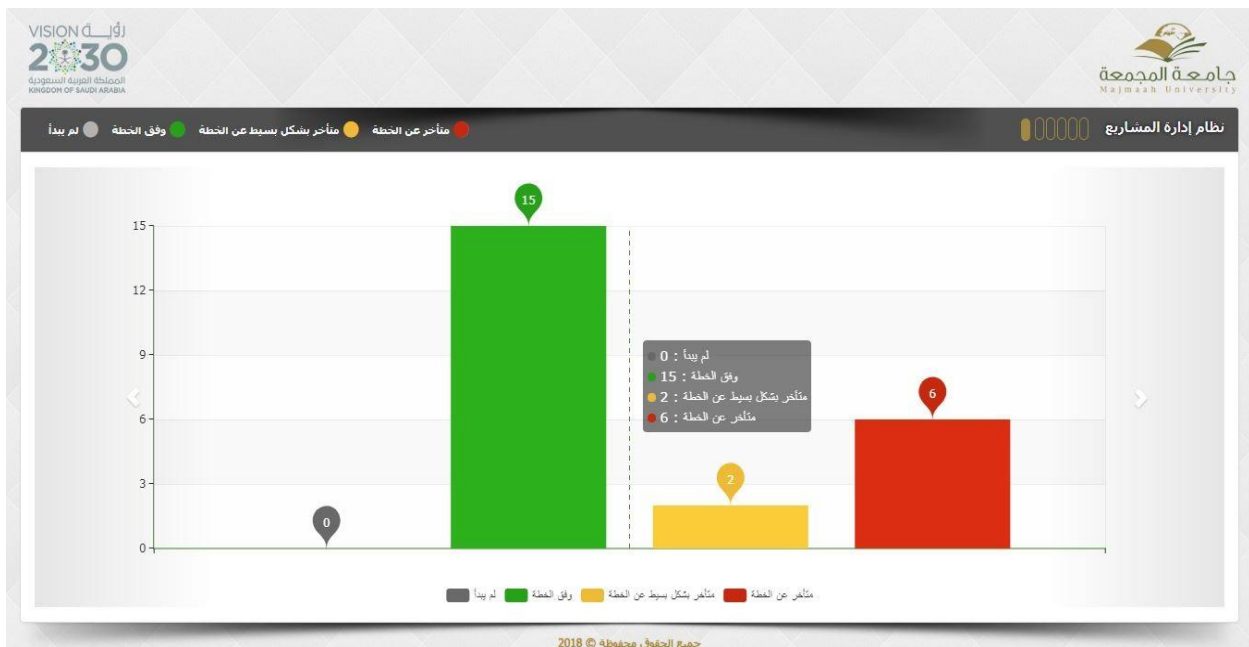 VISION رؤيـــة
2030
المملكة العربية السعودية
KINGDOM OF SAUDI ARABIA
جامعة المجمعة
Majmaah University
نظام إدارة المشاريع
متأخر عن الخطة
متأخر بشكل بسيط عن الخطة
وفق الخطة
لم يبدأ
15
12
9
6
3
0
0
15
2
6
لم يبدأ : 0
وفق الخطة : 15
متأخر بشكل بسيط عن الخطة : 2
متأخر عن الخطة : 6
متأخر عن الخطة
متأخر بشكل بسيط عن الخطة
وفق الخطة
لم يبدأ
جميع الحقوق محفوظة © 2018